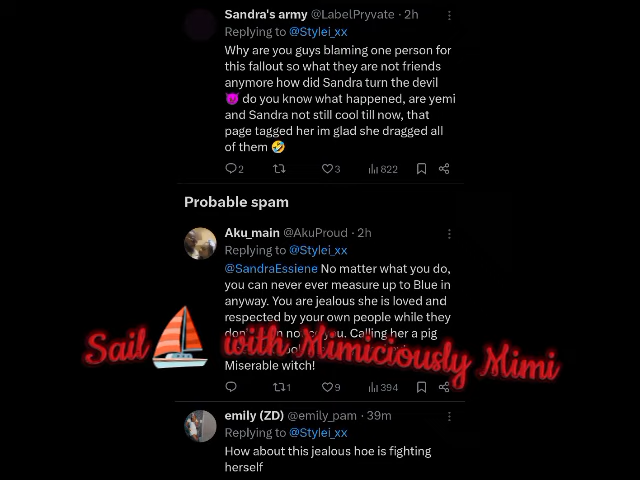 Sandra's army @LabelPryvate · 2h
Replying to @Stylei_xx
Why are you guys blaming one person for
this fallout so what they are not friends
anymore how did Sandra turn the devil
😈 do you know what happened, are yemi
and Sandra not still cool till now, that
page tagged her im glad she dragged all
of them 🤣
2 3 822
Probable spam
Aku_main @AkuProud · 2h
Replying to @Stylei_xx
@SandraEssiene No matter what you do,
you can never ever measure up to Blue in
anyway. You are jealous she is loved and
respected by your own people while they
you. Calling her a pig
Sail ⛵ with Mimiciously Mimi
Miserable witch!
1 9 394
emily (ZD) @emily_pam · 39m
Replying to @Stylei_xx
How about this jealous hoe is fighting
herself